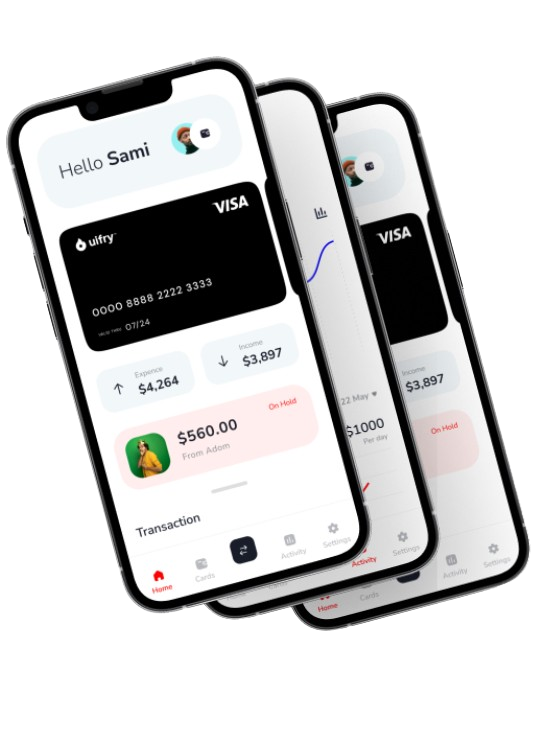 Hello Sami
VISA
ulfry
0000 8888 2222 3333
VALID THRU 07/24
Expence
$4,264
Income
$3,897
On Hold
$560.00
From Adom
Transaction
Home
Cards
Activity
Settings
22 May
$1000
Per day
Activity
Settings
VISA
Income
$3,897
On Hold
Home
Cards
Activity
Settings